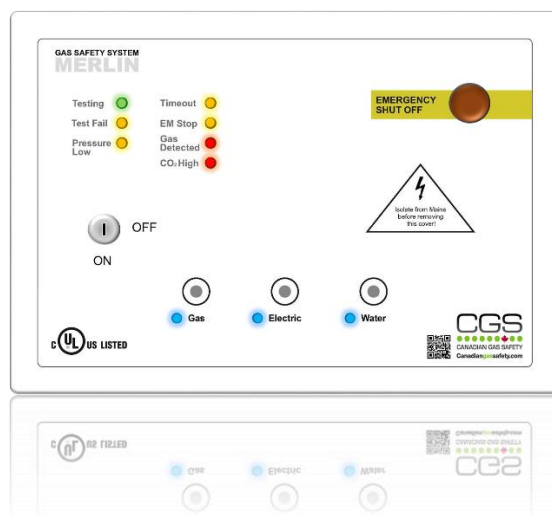 GAS SAFETY SYSTEM
MERLIN
Testing
Timeout
Test Fail
EM Stop
Pressure
Low
Gas
Detected
CO₂ High
EMERGENCY
SHUT OFF
Isolate from Mains
before removing
this cover!
OFF
ON
Gas
Electric
Water
C UL US LISTED
CGS
CANADIAN GAS SAFETY
Canadiangassafety.com